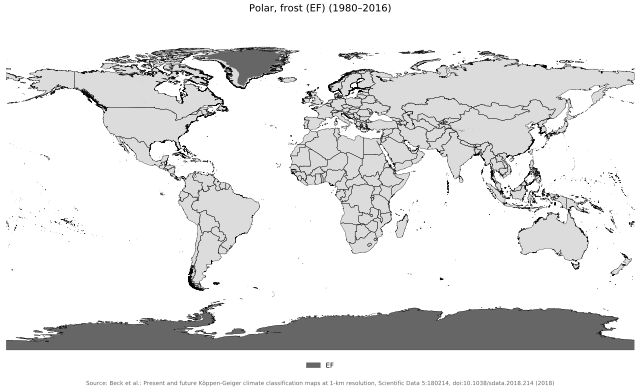 Polar, frost (EF) (1980–2016)
EF
Source: Beck et al.: Present and future Köppen-Geiger climate classification maps at 1-km resolution, Scientific Data 5:180214, doi:10.1038/sdata.2018.214 (2018)